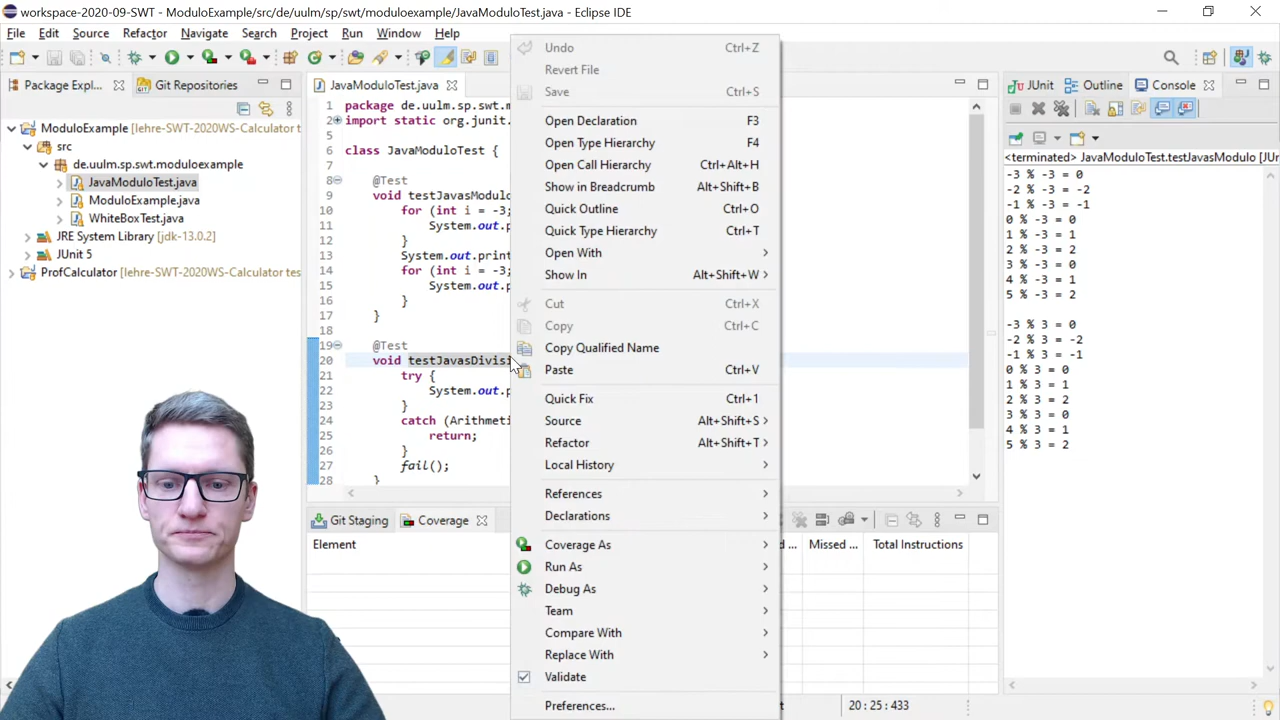 workspace-2020-09-SWT - ModuloExample/src/de/uulm/sp/swt/moduloexample/JavaModuloTest.java - Eclipse IDE
File Edit Source Refactor Navigate Search Project Run Window Help
Package Expl... Git Repositories
ModuloExample [lehre-SWT-2020WS-Calculator t
src
de.uulm.sp.swt.moduloexample
JavaModuloTest.java
ModuloExample.java
WhiteBoxTest.java
JRE System Library [jdk-13.0.2]
JUnit 5
ProfCalculator [lehre-SWT-2020WS-Calculator tes
JavaModuloTest.java
1 package de.uulm.sp.swt.m
2 import static org.junit.
5
6 class JavaModuloTest {
7
8 @Test
9 void testJavasModulo
10 for (int i = -3;
11 System.out.p
12 }
13 System.out.print
14 for (int i = -3;
15 System.out.p
16 }
17 }
18
19 @Test
20 void testJavasDivisi
21 try {
22 System.out.p
23 }
24 catch (Arithmeti
25 return;
26 }
27 fail();
28 }
Undo Ctrl+Z
Revert File
Save Ctrl+S
Open Declaration F3
Open Type Hierarchy F4
Open Call Hierarchy Ctrl+Alt+H
Show in Breadcrumb Alt+Shift+B
Quick Outline Ctrl+O
Quick Type Hierarchy Ctrl+T
Open With
Show In Alt+Shift+W
Cut Ctrl+X
Copy Ctrl+C
Copy Qualified Name
Paste Ctrl+V
Quick Fix Ctrl+1
Source Alt+Shift+S
Refactor Alt+Shift+T
Local History
References
Declarations
Coverage As
Run As
Debug As
Team
Compare With
Replace With
Validate
Preferences...
JUnit Outline Console
<terminated> JavaModuloTest.testJavasModulo [JUr
-3 % -3 = 0
-2 % -3 = -2
-1 % -3 = -1
0 % -3 = 0
1 % -3 = 1
2 % -3 = 2
3 % -3 = 0
4 % -3 = 1
5 % -3 = 2
-3 % 3 = 0
-2 % 3 = -2
-1 % 3 = -1
0 % 3 = 0
1 % 3 = 1
2 % 3 = 2
3 % 3 = 0
4 % 3 = 1
5 % 3 = 2
Git Staging Coverage
Element d ... Missed ... Total Instructions
20 : 25 : 433